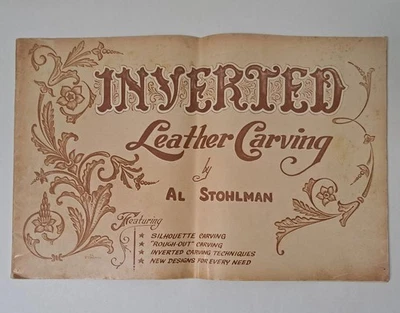 INVERTED
Leather Carving
by
AL STOHLMAN
Featuring
★ SILHOUETTE CARVING
★ "ROUGH-OUT" CARVING
★ INVERTED CARVING TECHNIQUES
★ NEW DESIGNS FOR EVERY NEED